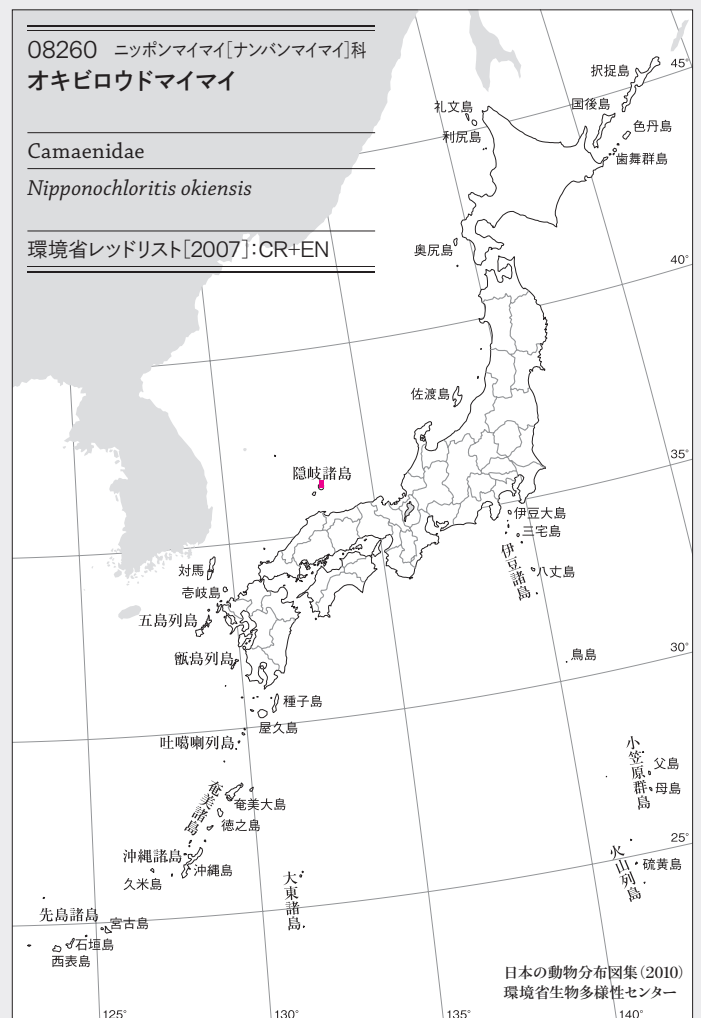 08260 ニッポンマイマイ[ナンバンマイマイ]科
オキビロウドマイマイ
Camaenidae
Nipponochloritis okiensis
環境省レッドリスト[2007]:CR+EN
択捉島
45°
礼文島
国後島
利尻島
色丹島
歯舞群島
奥尻島
40°
佐渡島
35°
隠岐諸島
伊豆大島
三宅島
伊豆諸島
八丈島
対馬
壱岐島
五島列島
甑島列島
鳥島
30°
種子島
屋久島
吐噶喇列島
小笠原群島
父島
母島
奄美諸島
奄美大島
徳之島
25°
沖縄諸島
沖縄島
久米島
火山列島
硫黄島
大東諸島
先島諸島
宮古島
石垣島
西表島
日本の動物分布図集(2010)
環境省生物多様性センター
125°
130°
135°
140°